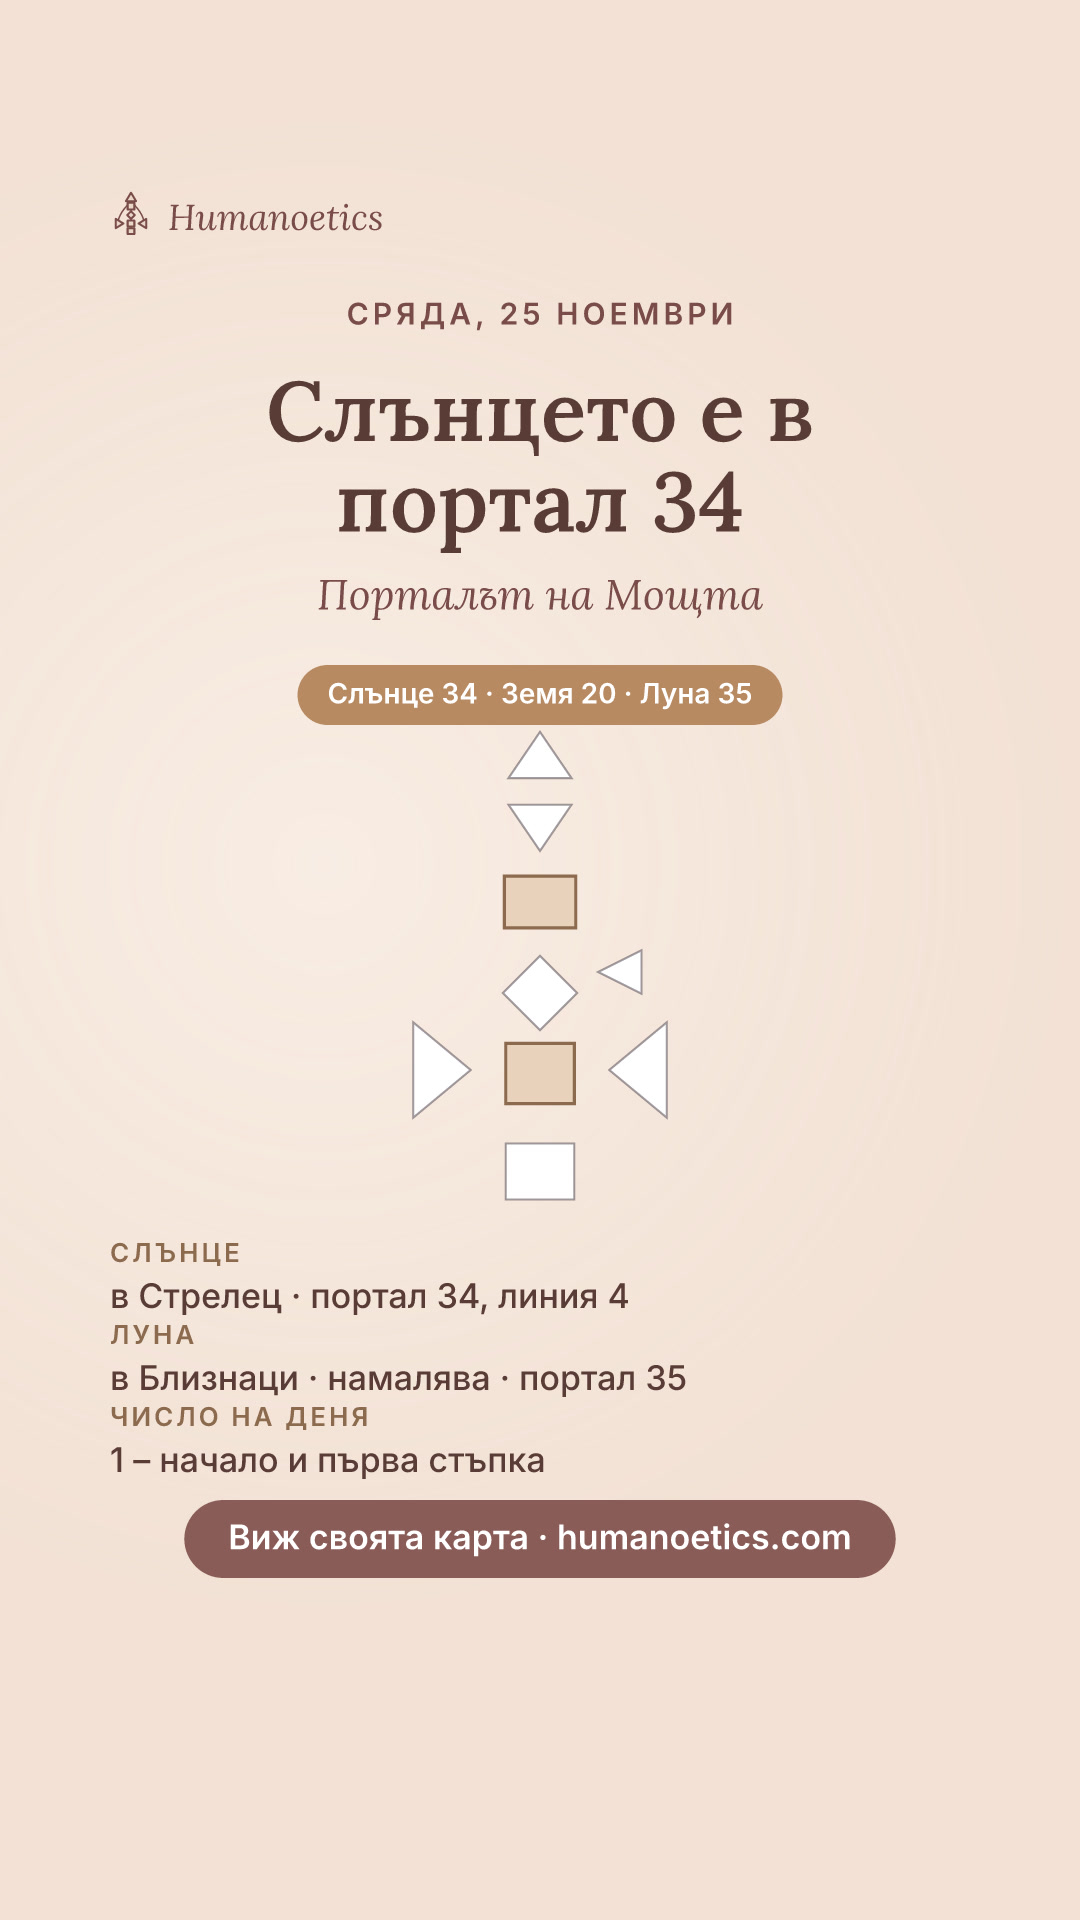 Humanoetics
СРЯДА, 25 НОЕМВРИ
Слънцето е в
портал 34
Порталът на Мощта
Слънце 34 · Земя 20 · Луна 35
СЛЪНЦЕ
в Стрелец · портал 34, линия 4
ЛУНА
в Близнаци · намалява · портал 35
ЧИСЛО НА ДЕНЯ
1 – начало и първа стъпка
Виж своята карта · humanoetics.com